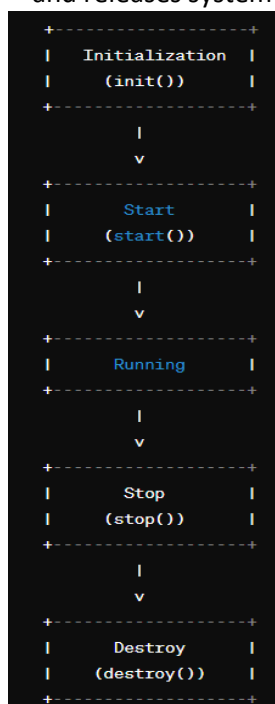 and releases system
+-------------------+
|  Initialization  |
|     (init())     |
+-------------------+
|
v
+-------------------+
|      Start       |
|    (start())     |
+-------------------+
|
v
+-------------------+
|     Running      |
+-------------------+
|
v
+-------------------+
|      Stop        |
|    (stop())      |
+-------------------+
|
v
+-------------------+
|     Destroy      |
|   (destroy())    |
+-------------------+